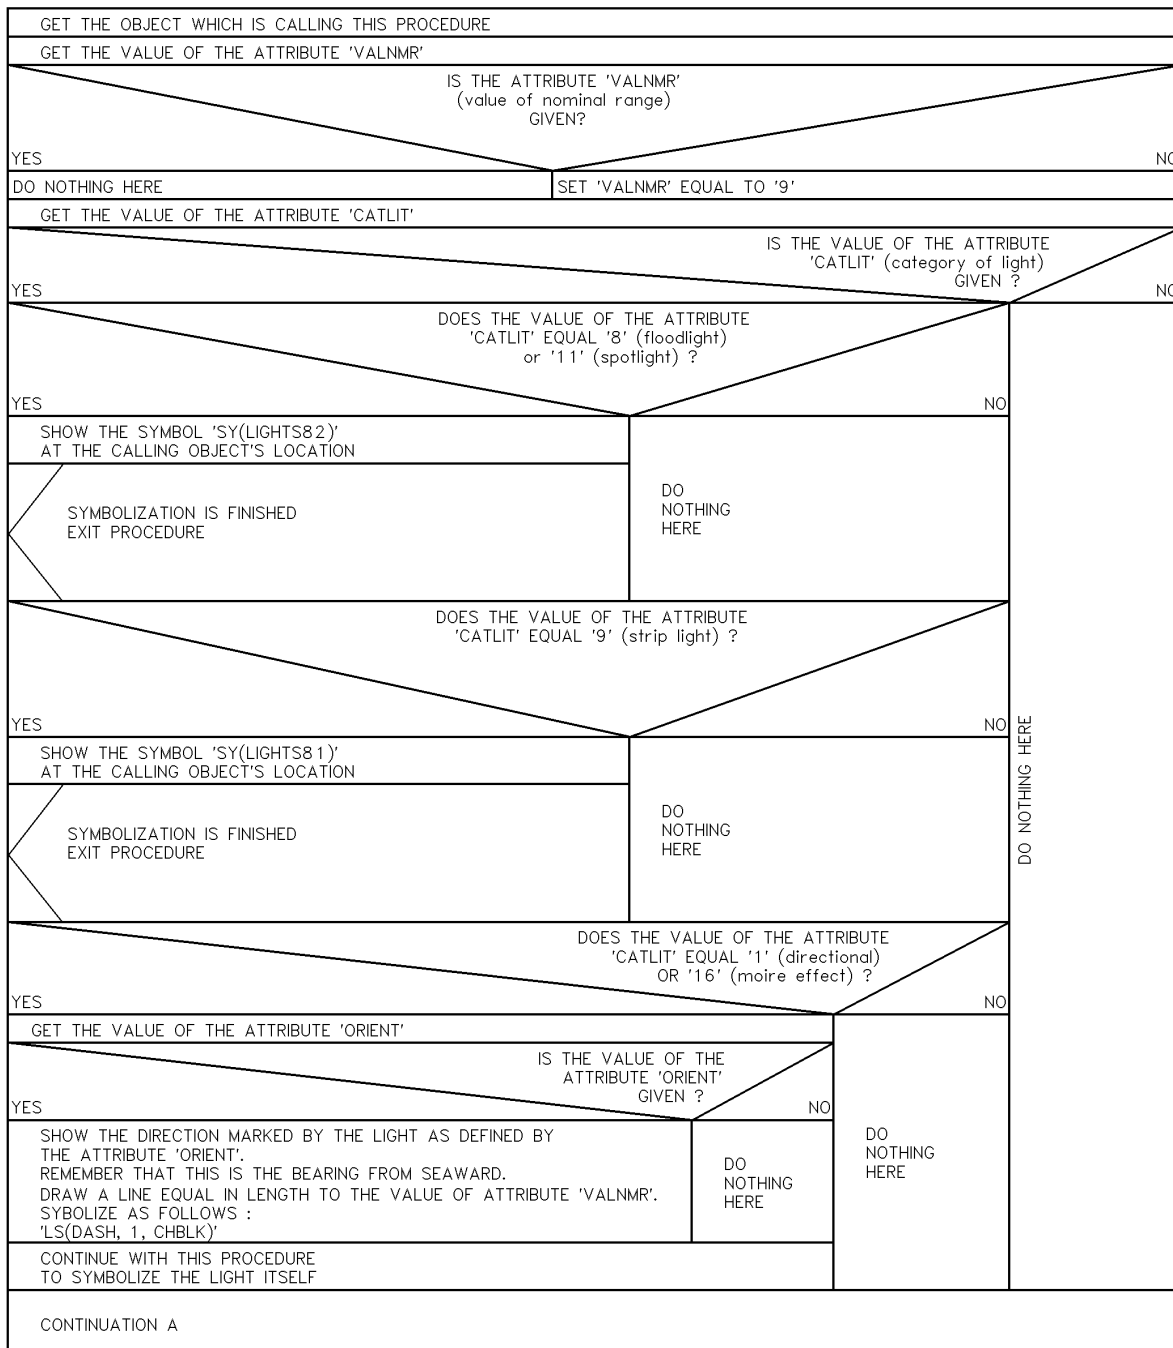 GET THE OBJECT WHICH IS CALLING THIS PROCEDURE
GET THE VALUE OF THE ATTRIBUTE 'VALNMR'
IS THE ATTRIBUTE 'VALNMR'
(value of nominal range)
GIVEN?
YES
NO
DO NOTHING HERE
SET 'VALNMR' EQUAL TO '9'
GET THE VALUE OF THE ATTRIBUTE 'CATLIT'
IS THE VALUE OF THE ATTRIBUTE
'CATLIT' (category of light)
GIVEN ?
YES
NO
DOES THE VALUE OF THE ATTRIBUTE
'CATLIT' EQUAL '8' (floodlight)
or '11' (spotlight) ?
YES
NO
SHOW THE SYMBOL 'SY(LIGHTS82)'
AT THE CALLING OBJECT'S LOCATION
SYMBOLIZATION IS FINISHED
EXIT PROCEDURE
DO
NOTHING
HERE
DOES THE VALUE OF THE ATTRIBUTE
'CATLIT' EQUAL '9' (strip light) ?
YES
NO
SHOW THE SYMBOL 'SY(LIGHTS81)'
AT THE CALLING OBJECT'S LOCATION
SYMBOLIZATION IS FINISHED
EXIT PROCEDURE
DO
NOTHING
HERE
DO NOTHING HERE
DOES THE VALUE OF THE ATTRIBUTE
'CATLIT' EQUAL '1' (directional)
OR '16' (moire effect) ?
YES
NO
GET THE VALUE OF THE ATTRIBUTE 'ORIENT'
IS THE VALUE OF THE
ATTRIBUTE 'ORIENT'
GIVEN ?
YES
NO
SHOW THE DIRECTION MARKED BY THE LIGHT AS DEFINED BY
THE ATTRIBUTE 'ORIENT'.
REMEMBER THAT THIS IS THE BEARING FROM SEAWARD.
DRAW A LINE EQUAL IN LENGTH TO THE VALUE OF ATTRIBUTE 'VALNMR'.
SYBOLIZE AS FOLLOWS :
'LS(DASH, 1, CHBLK)'
DO
NOTHING
HERE
DO
NOTHING
HERE
CONTINUE WITH THIS PROCEDURE
TO SYMBOLIZE THE LIGHT ITSELF
CONTINUATION A